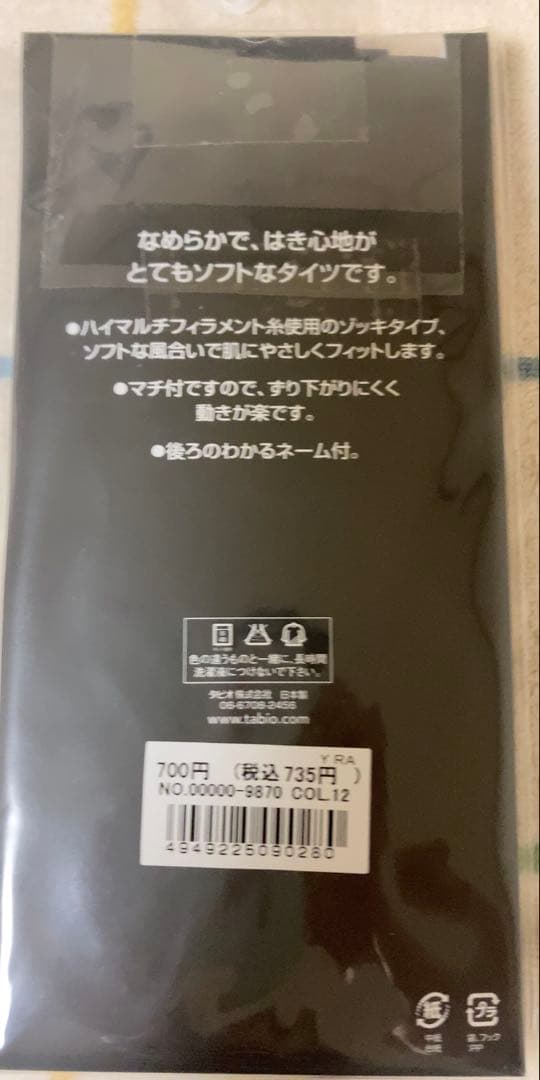 なめらかで、はき心地が
とてもソフトなタイツです。
●ハイマルチフィラメント糸使用のゾッキタイプ、
ソフトな風合いで肌にやさしくフィットします。
●マチ付ですので、ずり下がりにくく
動きが楽です。
●後ろのわかるネーム付。
色の違うものと一緒に、長時間
洗濯液につけないで下さい。
タビオ株式会社 日本製
06-6708-2456
www.tabio.com
Y RA
700円 (税込 735円 )
NO.00000-9870 COL.12
4949225090280
紙 プラ
袋、フック
PP